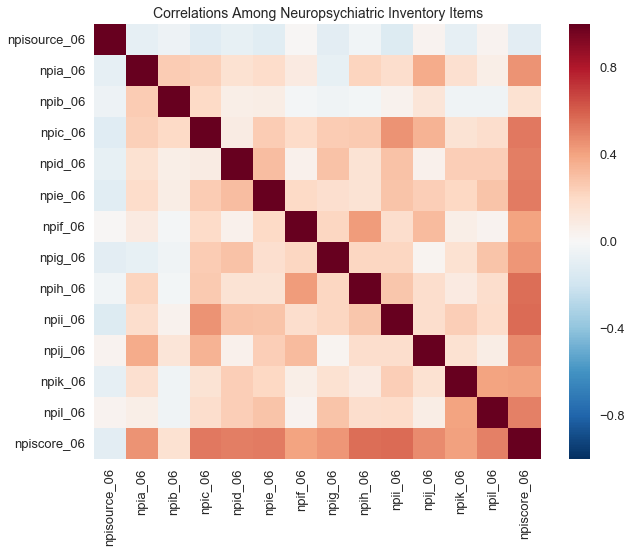 Correlations Among Neuropsychiatric Inventory Items
npisource_06
npia_06
npib_06
npic_06
npid_06
npie_06
npif_06
npig_06
npih_06
npii_06
npij_06
npik_06
npil_06
npiscore_06
npisource_06
npia_06
npib_06
npic_06
npid_06
npie_06
npif_06
npig_06
npih_06
npii_06
npij_06
npik_06
npil_06
npiscore_06
0.8
0.4
0.0
−0.4
−0.8